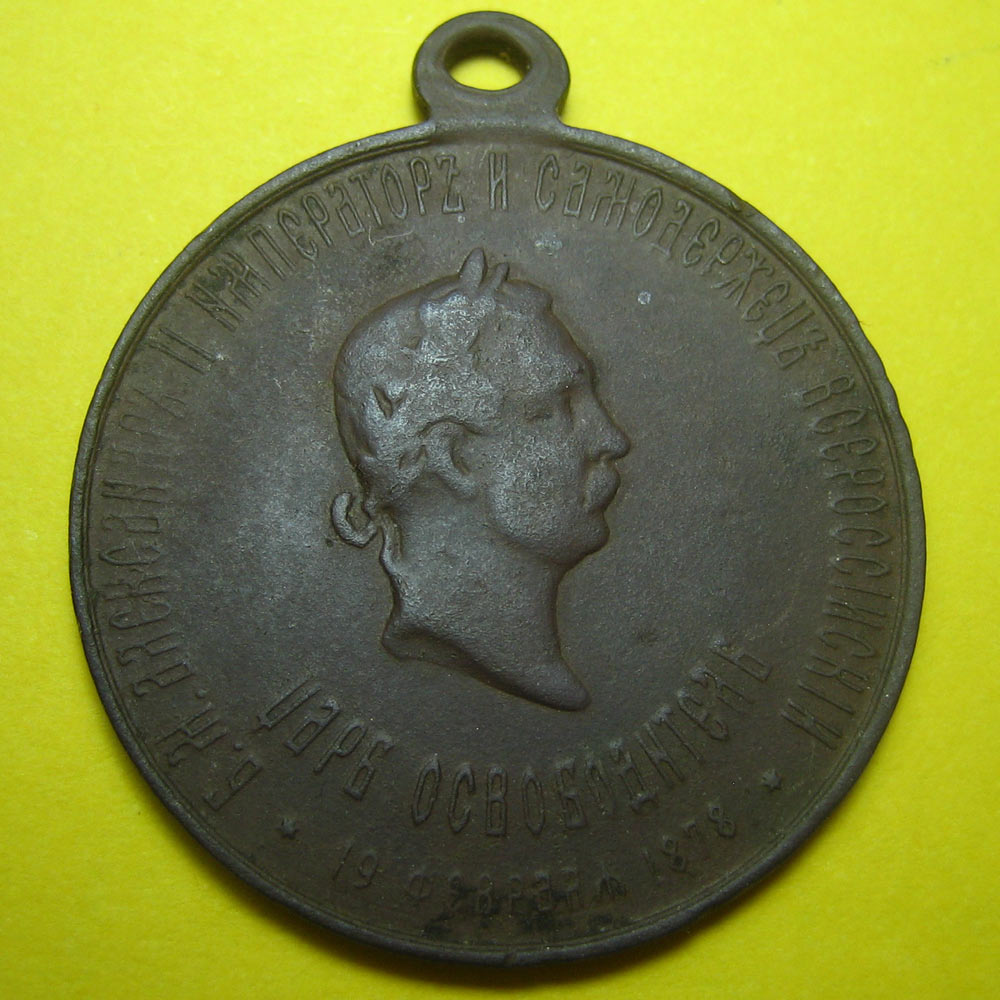 Б. М. АЛЕКСАНДРЪ II ИМПЕРАТОРЪ И САМОДЕРЖЕЦЪ ВСЕРОССІЙСКІЙ
ЦАРЬ ОСВОБОДИТЕЛЬ
* 19 ФЕВРАЛЯ 1878 *